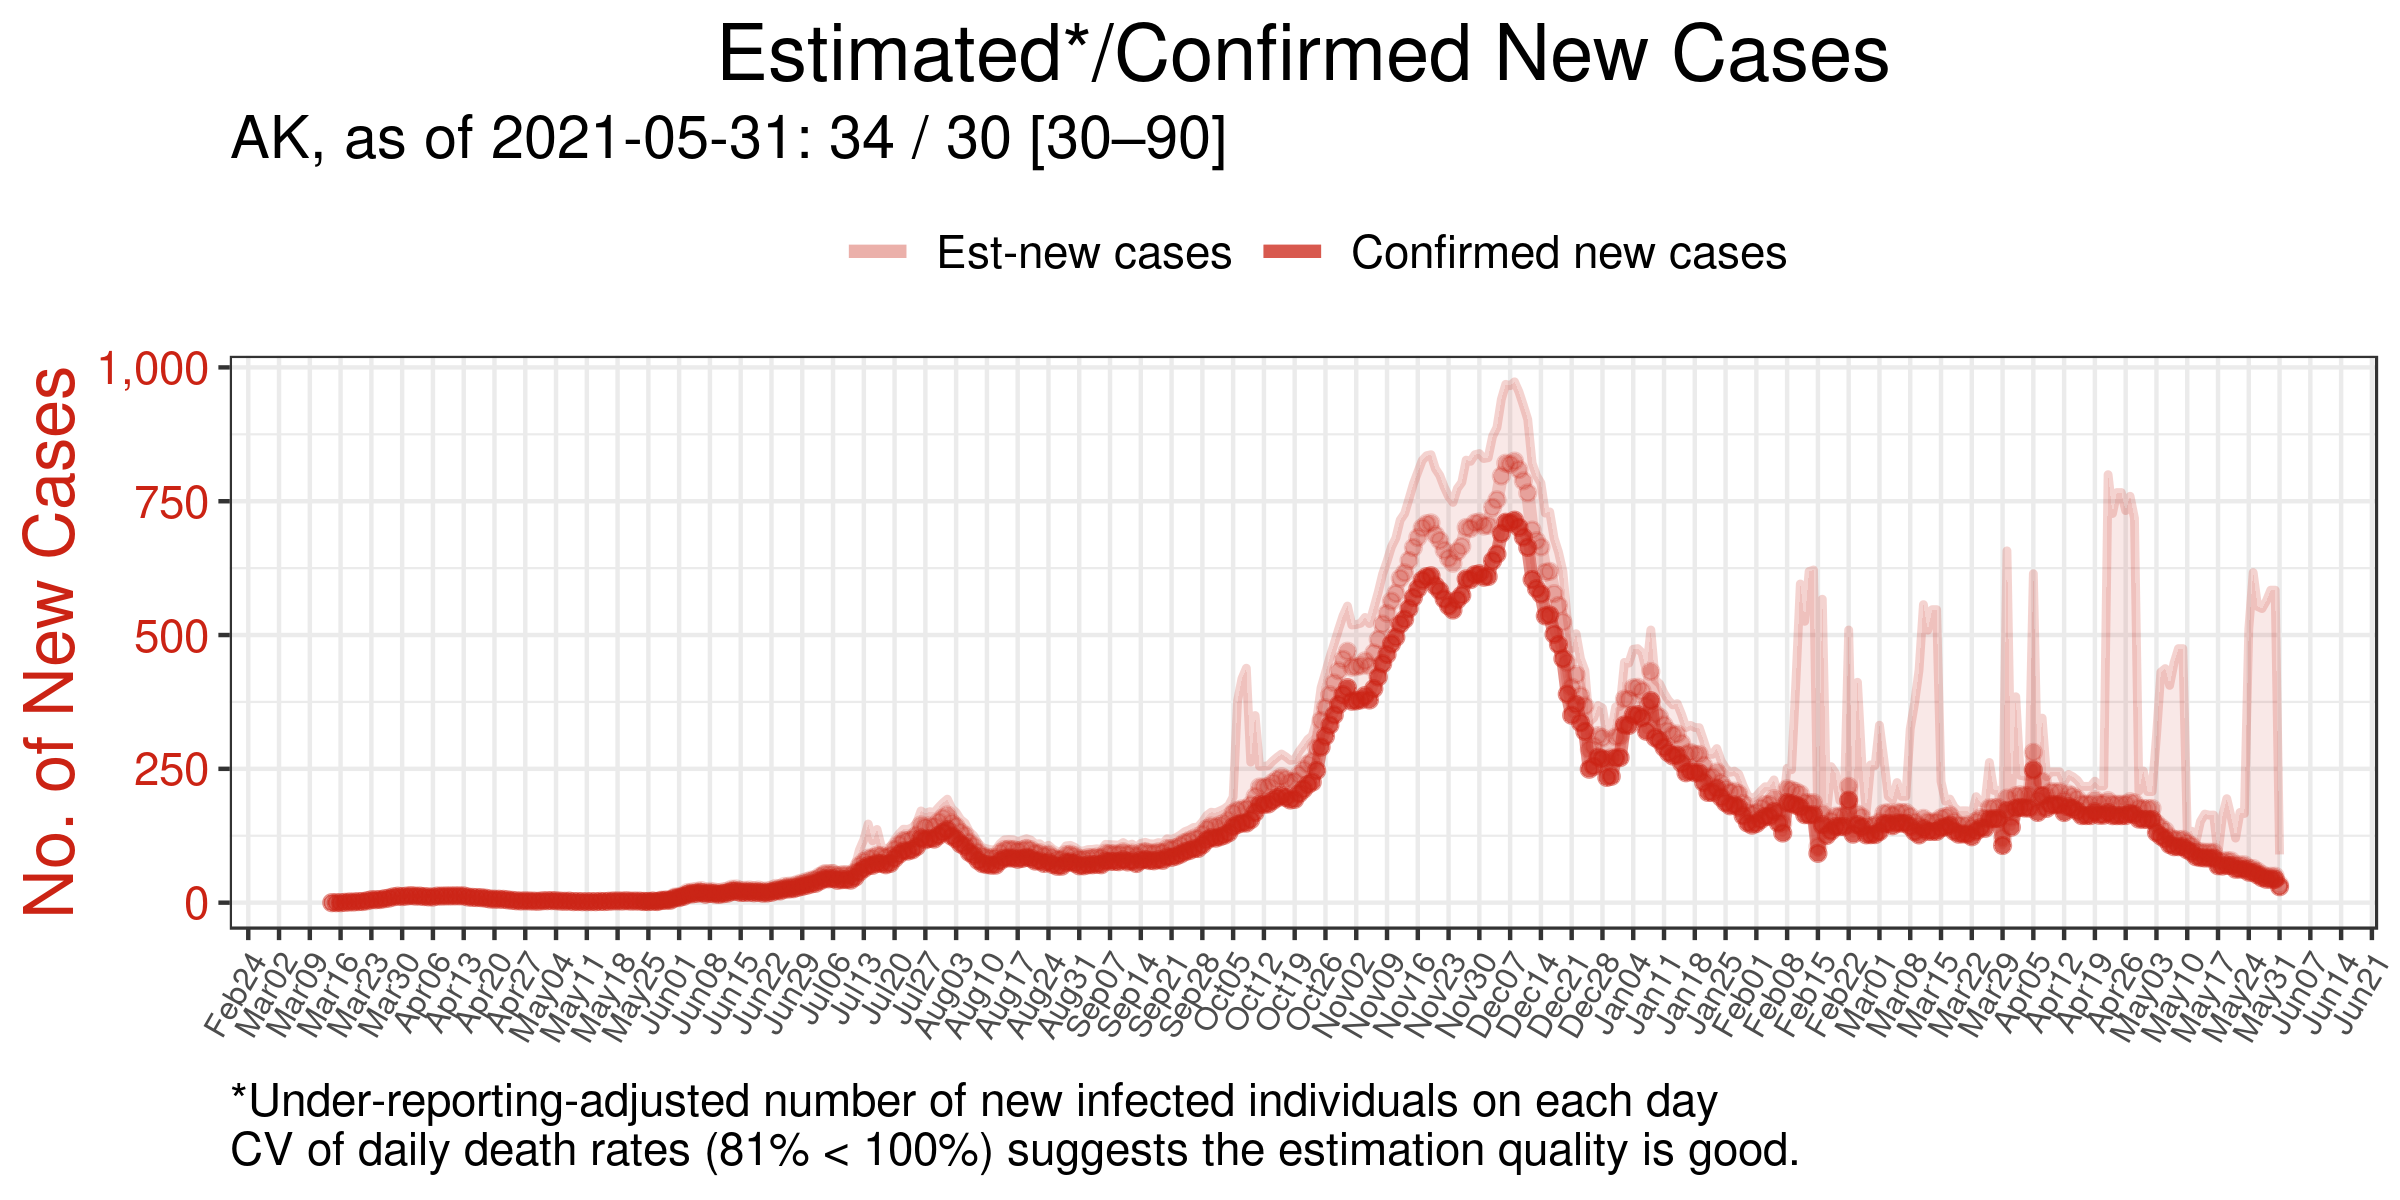 Estimated*/Confirmed New Cases
AK, as of 2021-05-31: 34 / 30 [30–90]
Est-new cases Confirmed new cases
No. of New Cases
1,000
750
500
250
0
Feb24 Mar02 Mar09 Mar16 Mar23 Mar30 Apr06 Apr13 Apr20 Apr27 May04 May11 May18 May25 Jun01 Jun08 Jun15 Jun22 Jun29 Jul06 Jul13 Jul20 Jul27 Aug03 Aug10 Aug17 Aug24 Aug31 Sep07 Sep14 Sep21 Sep28 Oct05 Oct12 Oct19 Oct26 Nov02 Nov09 Nov16 Nov23 Nov30 Dec07 Dec14 Dec21 Dec28 Jan04 Jan11 Jan18 Jan25 Feb01 Feb08 Feb15 Feb22 Mar01 Mar08 Mar15 Mar22 Mar29 Apr05 Apr12 Apr19 Apr26 May03 May10 May17 May24 May31 Jun07 Jun14 Jun21
*Under-reporting-adjusted number of new infected individuals on each day
CV of daily death rates (81% < 100%) suggests the estimation quality is good.